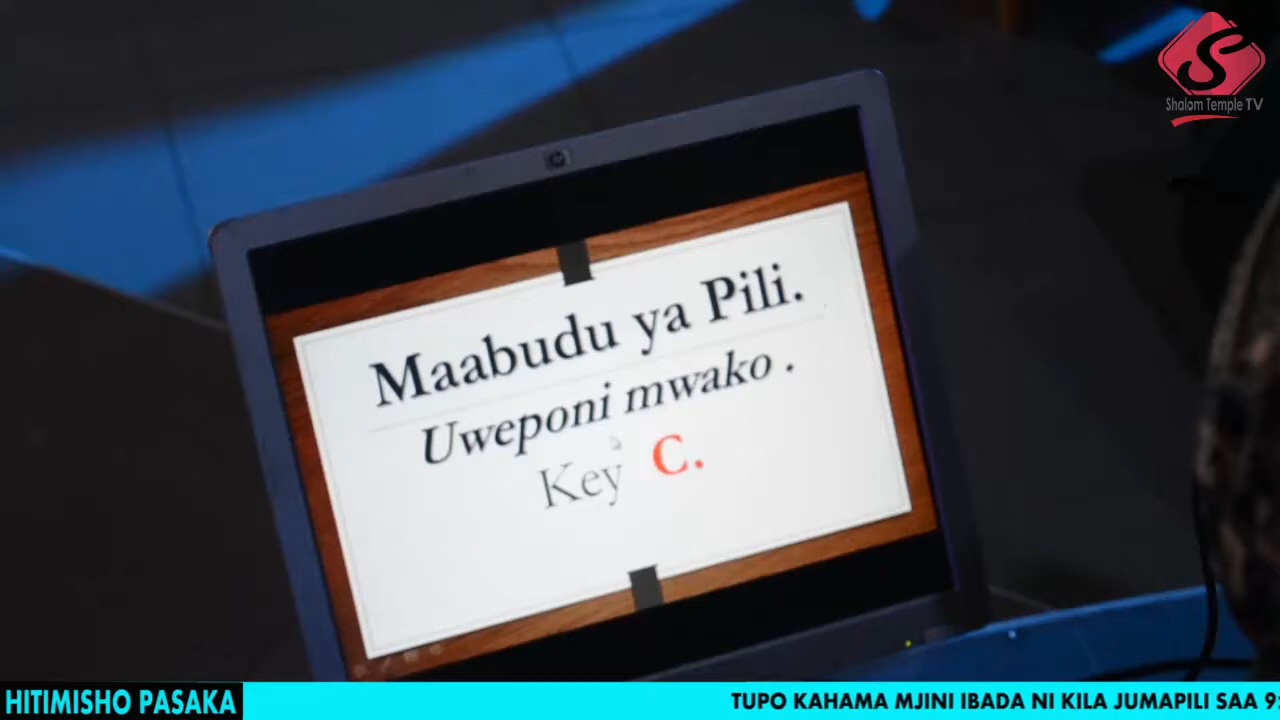 Shalom Temple TV
Maabudu ya Pili.
Uweponi mwako .
Key C.
HITIMISHO PASAKA
TUPO KAHAMA MJINI IBADA NI KILA JUMAPILI SAA 9: